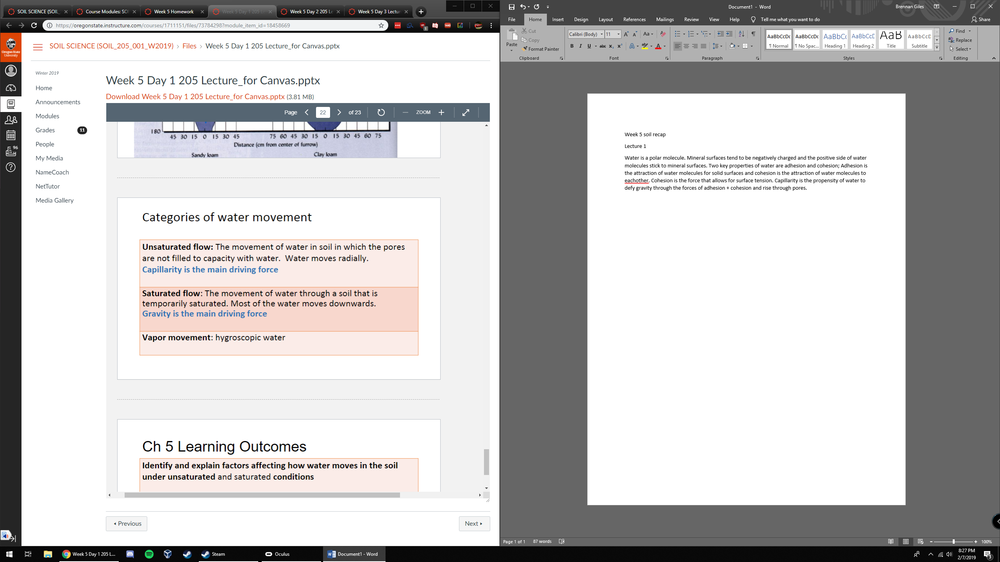 SOIL SCIENCE (SOIL_
Course Modules: SO
Week 5 Homework
Week 5 Day 1 205 L
Week 5 Day 2 205 Le
Week 5 Day 3 Lectur
https://oregonstate.instructure.com/courses/1711151/files/73784298?module_item_id=18458669
1
1440
Oregon State
University
SOIL SCIENCE (SOIL_205_001_W2019) › Files › Week 5 Day 1 205 Lecture_for Canvas.pptx
Winter 2019
Home
Announcements
Modules
Grades 11
People
My Media
NameCoach
NetTutor
Media Gallery
96
Week 5 Day 1 205 Lecture_for Canvas.pptx
Download Week 5 Day 1 205 Lecture_for Canvas.pptx (3.81 MB)
Page 22 of 23 ZOOM
180
45 30 15 0 15 30 45 75 60 45 30 15 0 15 30 45 60 75
Distance (cm from center of furrow)
Sandy loam Clay loam
Categories of water movement
Unsaturated flow: The movement of water in soil in which the pores
are not filled to capacity with water. Water moves radially.
Capillarity is the main driving force
Saturated flow: The movement of water through a soil that is
temporarily saturated. Most of the water moves downwards.
Gravity is the main driving force
Vapor movement: hygroscopic water
Ch 5 Learning Outcomes
Identify and explain factors affecting how water moves in the soil
under unsaturated and saturated conditions
Previous
Next
Document1 - Word
Brennan Giles
File Home Insert Design Layout References Mailings Review View Help Tell me what you want to do Share
Paste
Cut
Copy
Format Painter
Clipboard
Calibri (Body) 11
Aa
B I U abc x₂ x²
Font
Paragraph
AaBbCcDc AaBbCcDc AaBbCc AaBbCcE AaB AaBbCcD
¶ Normal ¶ No Spac... Heading 1 Heading 2 Title Subtitle
Styles
Find
Replace
Select
Editing
Week 5 soil recap
Lecture 1
Water is a polar molecule. Mineral surfaces tend to be negatively charged and the positive side of water
molecules stick to mineral surfaces. Two key properties of water are adhesion and cohesion; Adhesion is
the attraction of water molecules for solid surfaces and cohesion is the attraction of water molecules to
eachother. Cohesion is the force that allows for surface tension. Capillarity is the propensity of water to
defy gravity through the forces of adhesion + cohesion and rise through pores.
Page 1 of 1 87 words
100%
Week 5 Day 1 205 L...
Steam
Oculus
Document1 - Word
8:27 PM
2/7/2019
3